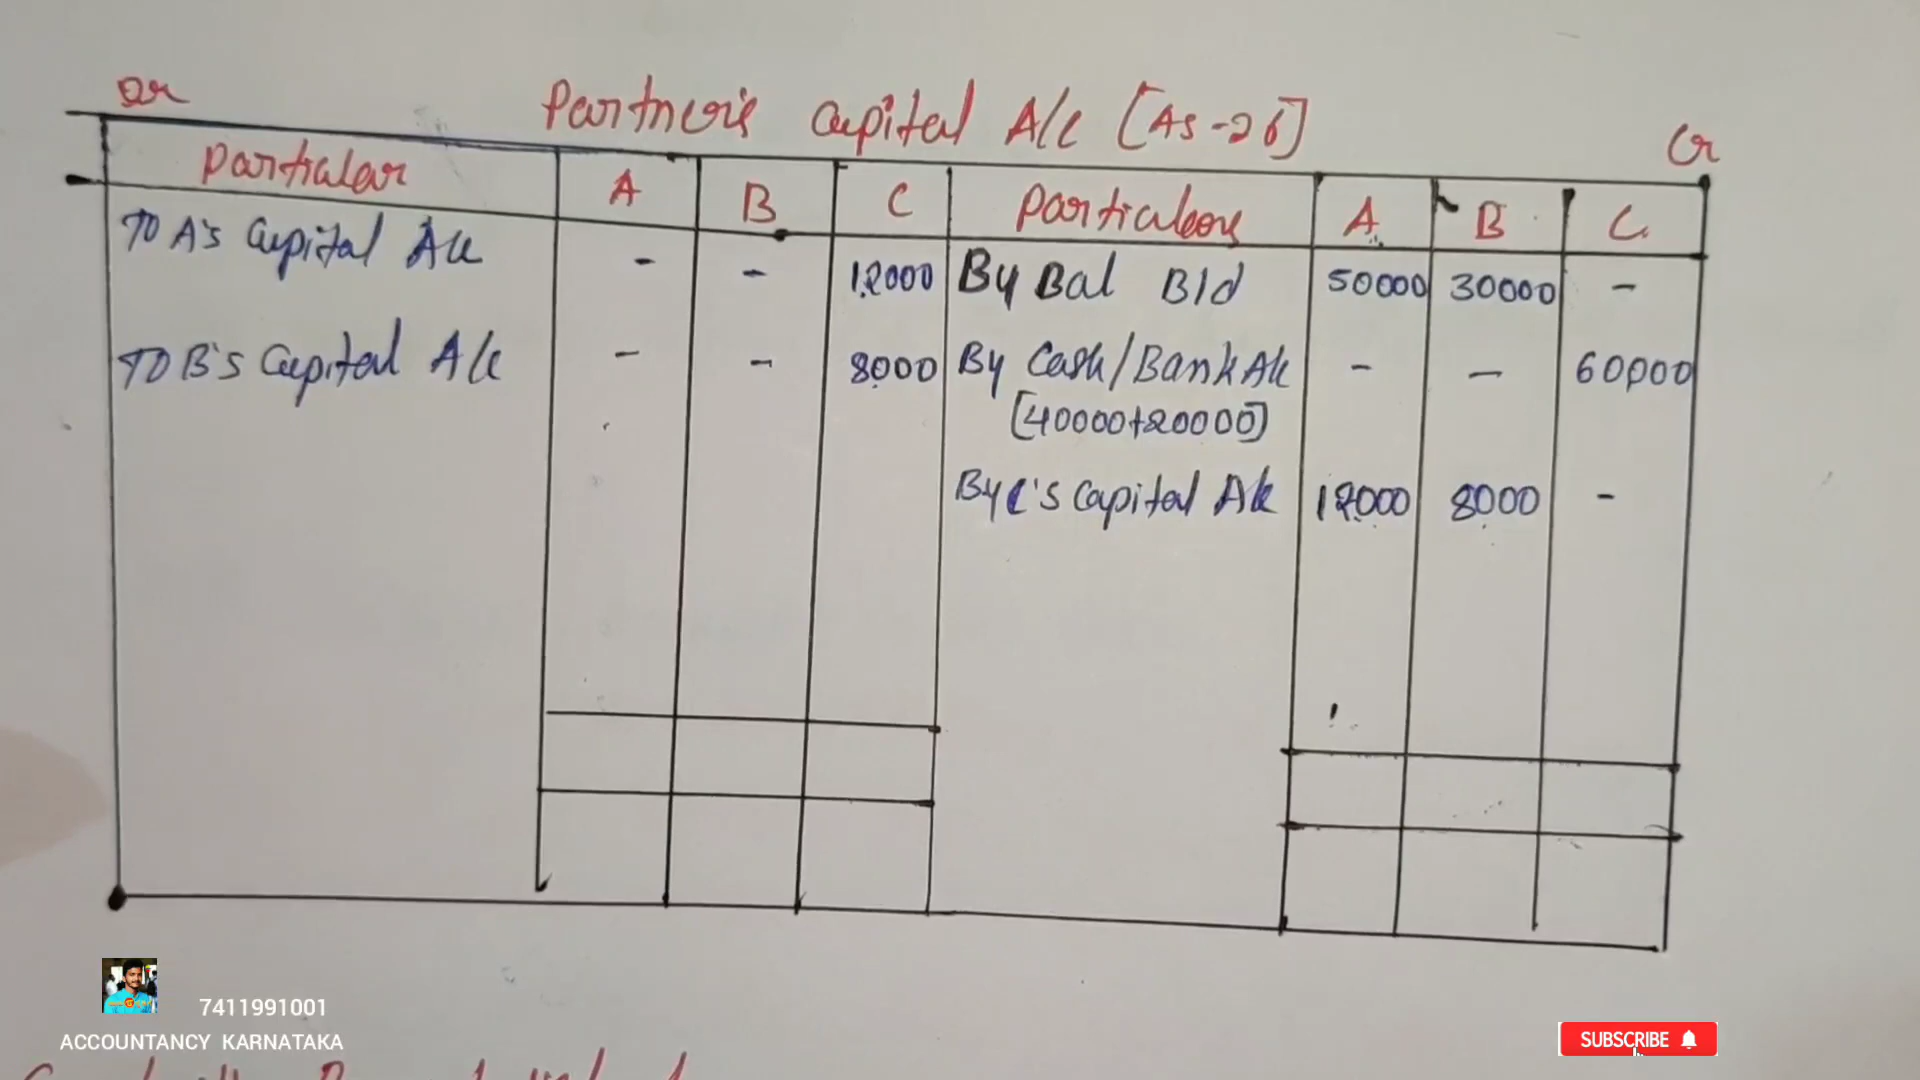 Dr Partner's Capital A/c [AS-26] Cr
Particular A B C Particulars A B C
TO A's Capital A/c - - 12000 By Bal B/d 50000 30000 -
TO B's Capital A/c - - 8000 By Cash/Bank A/c - - 60000
[40000+20000]
By C's Capital A/c 12000 8000 -
7411991001
ACCOUNTANCY KARNATAKA
SUBSCRIBE